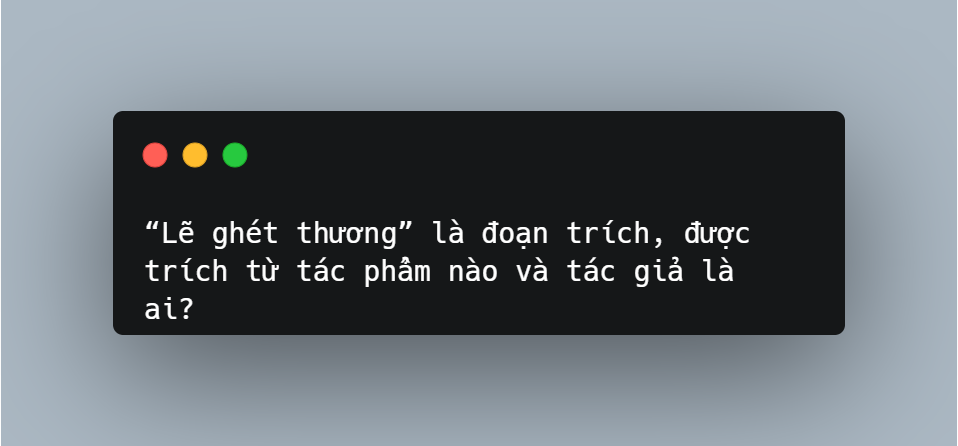 “Lẽ ghét thương” là đoạn trích, được
trích từ tác phẩm nào và tác giả là
ai?